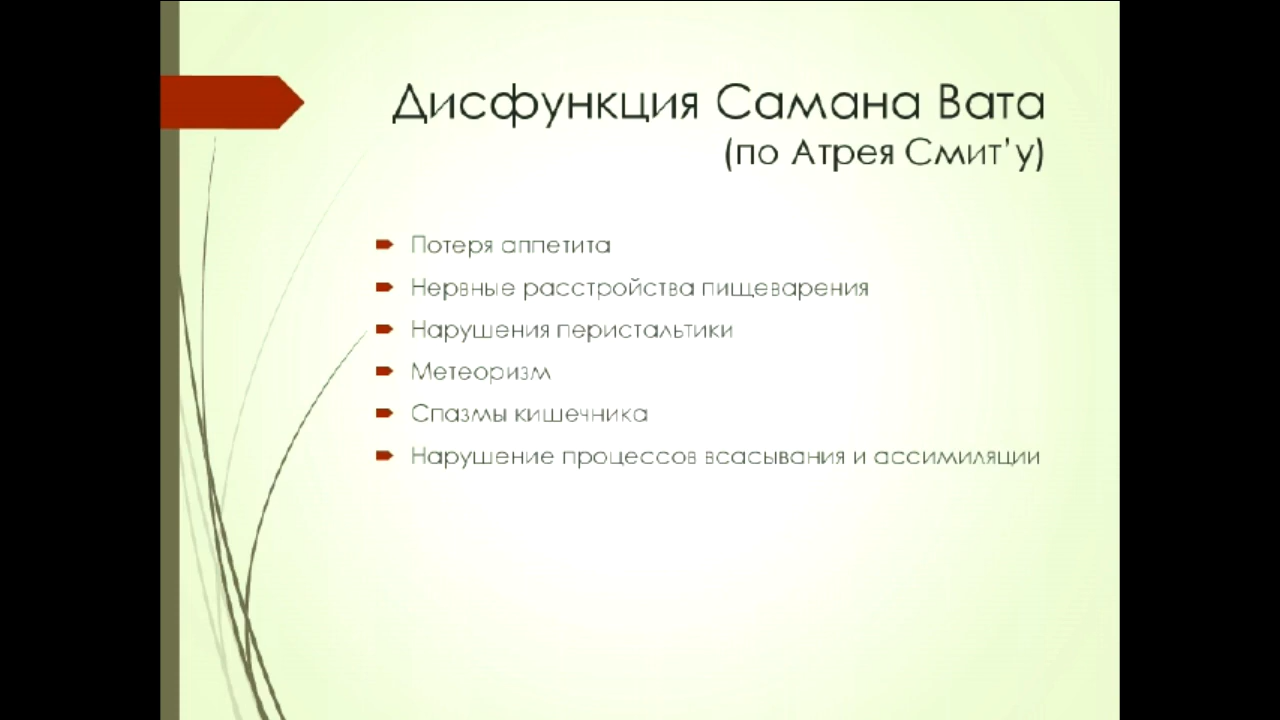 Дисфункция Самана Вата
(по Атрея Смит’у)
Потеря аппетита
Нервные расстройства пищеварения
Нарушения перистальтики
Метеоризм
Спазмы кишечника
Нарушение процессов всасывания и ассимиляции